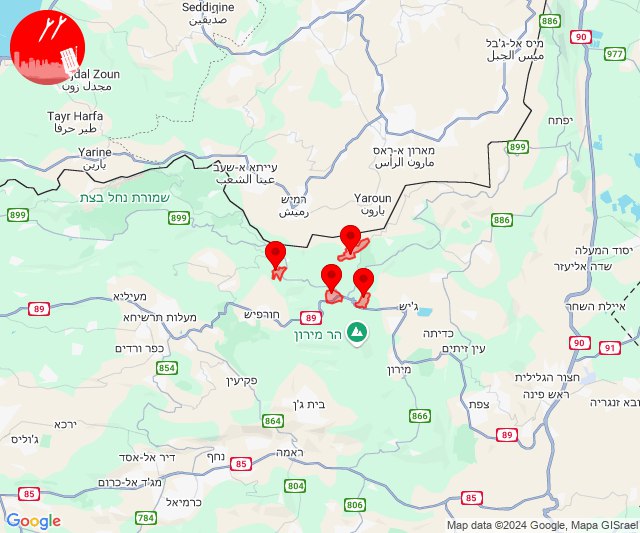 Seddiqine
صديقين
מיס אל-ג'בל
ميس الجبل
886
90
977
dal Zoun
مجدل زون
Tayr Harfa
طير حرفا
יפתח
Yarine
يارين
899
מארון א-ראס
مارون الراس
עייתא א-שעב
عيتا الشعب
שמורת נחל בצת
רמיש
رميش
Yaroun
يارون
899
899
886
יסוד המעלה
שדה אליעזר
89
מעיליא
מעלות תרשיחא
חורפיש
89
ג'יש
איילת השחר
הר מירון
כדיתה
עין זיתים
90
91
כפר ורדים
854
פקיעין
מירון
חצור הגלילית
ראש פינה
בית ג'ן
צפת
ובא זנגריה
864
866
ירכא
ג'וליס
89
דיר אל-אסד
נחף
ראמה
85
מג'ד אל-כרום
85
804
85
כרמיאל
806
784
Google
Map data ©2024 Google, Mapa GISrael